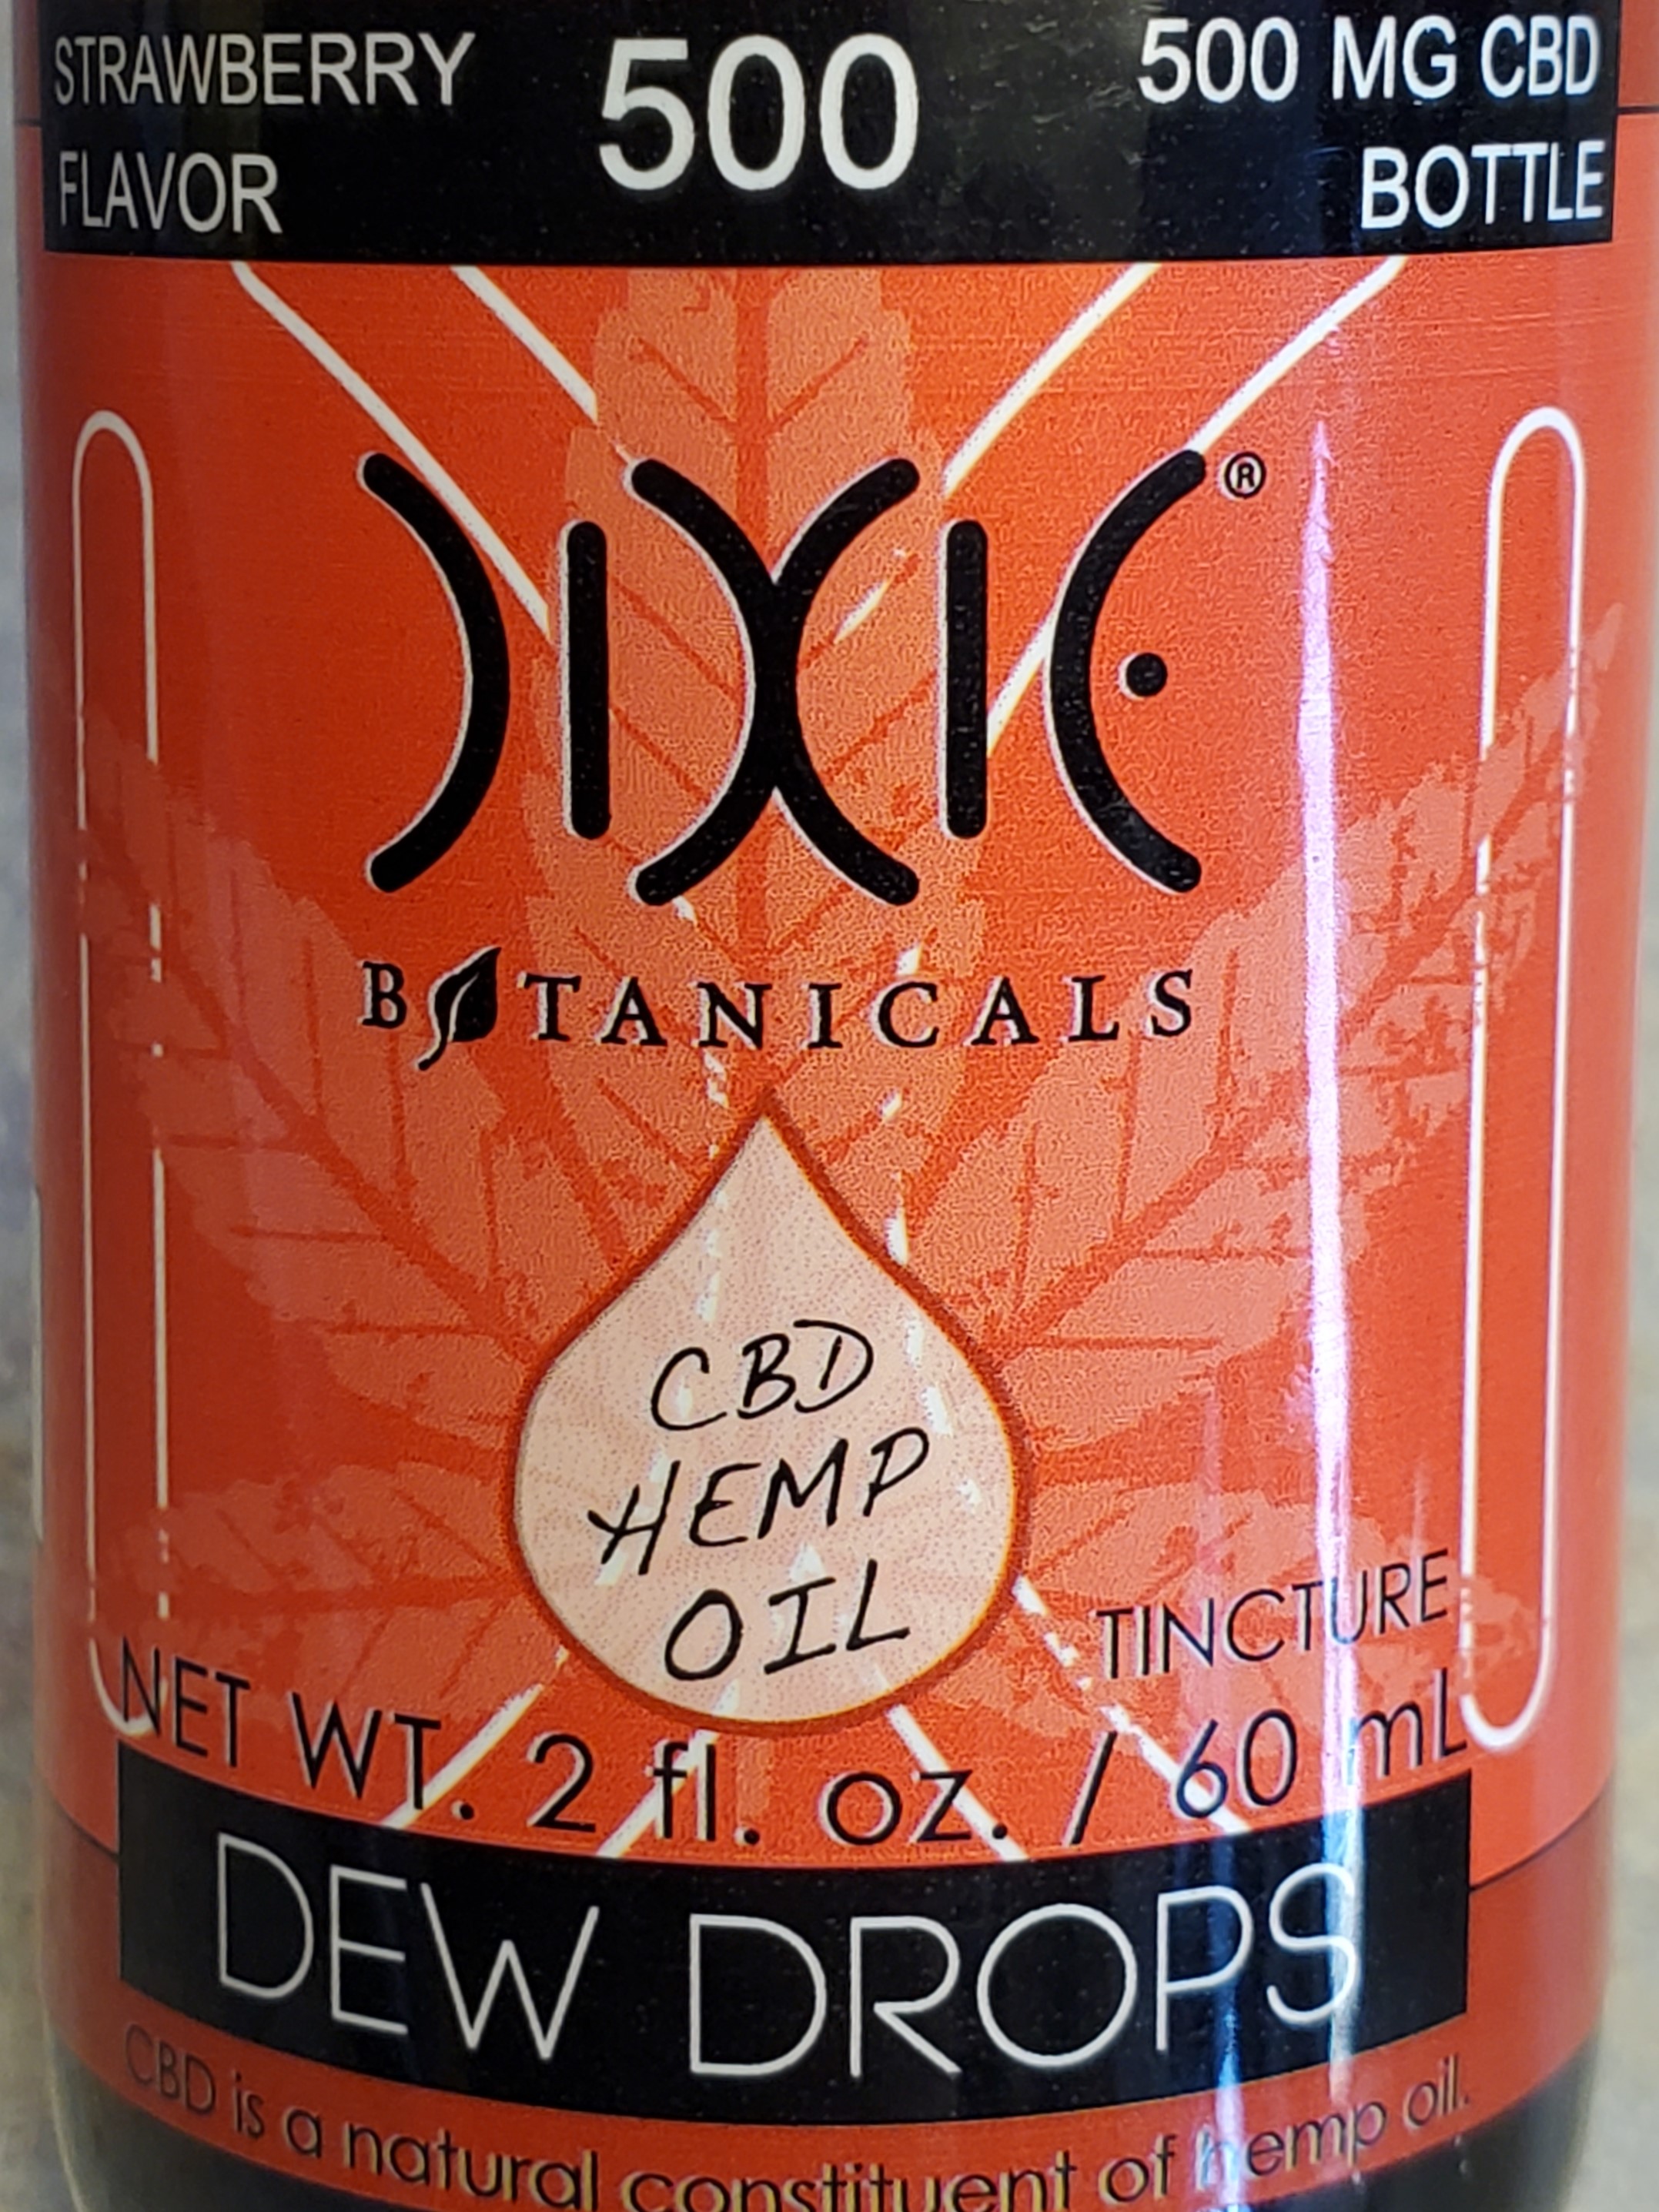 STRAWBERRY
FLAVOR
500
500 MG CBD
BOTTLE
DIXIE®
BOTANICALS
CBD
HEMP
OIL
TINCTURE
NET WT. 2 fl. oz. / 60 mL
DEW DROPS
CBD is a natural constituent of hemp oil.